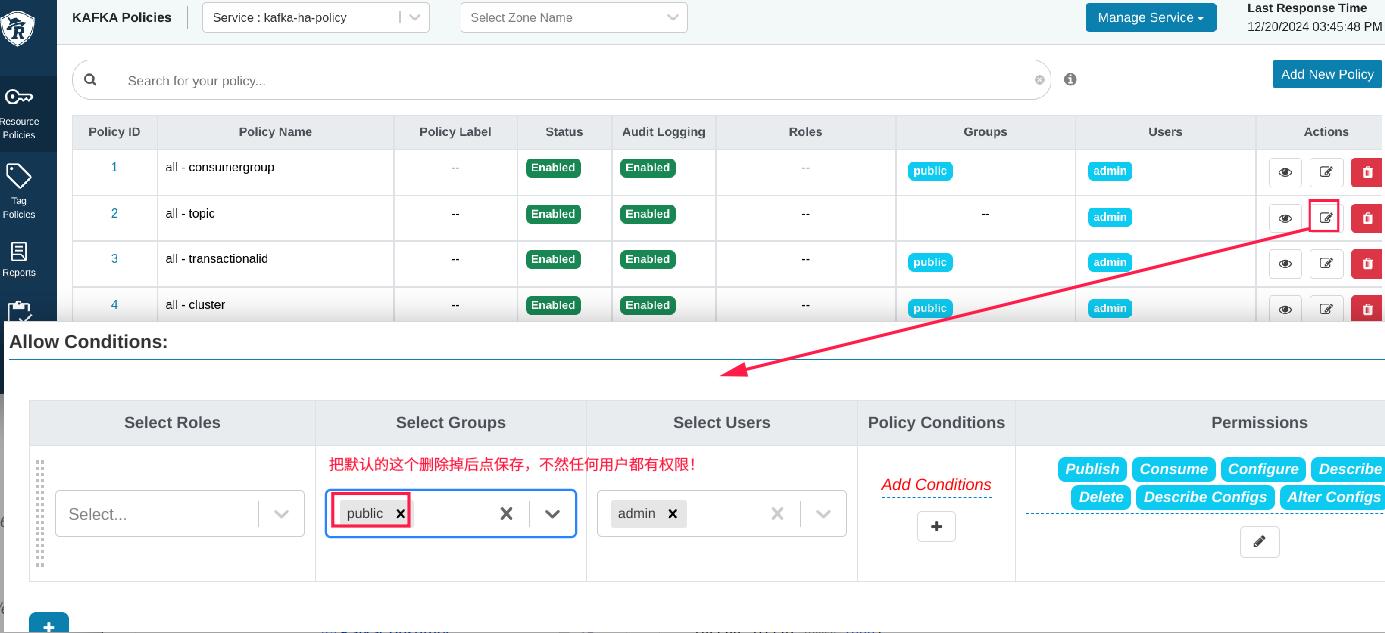 KAFKA Policies
Service : kafka-ha-policy
Select Zone Name
Manage Service
Last Response Time
12/20/2024 03:45:48 PM
Search for your policy...
Add New Policy
Policy ID Policy Name Policy Label Status Audit Logging Roles Groups Users Actions
1 all - consumergroup -- Enabled Enabled -- public admin
2 all - topic -- Enabled Enabled -- -- admin
3 all - transactionalid -- Enabled Enabled -- public admin
4 all - cluster -- Enabled Enabled -- public admin
Resource
Policies
Tag
Policies
Reports
Allow Conditions:
Select Roles Select Groups Select Users Policy Conditions Permissions
把默认的这个删除掉后点保存，不然任何用户都有权限！
Select...
public
admin
Add Conditions
Publish Consume Configure Describe
Delete Describe Configs Alter Configs